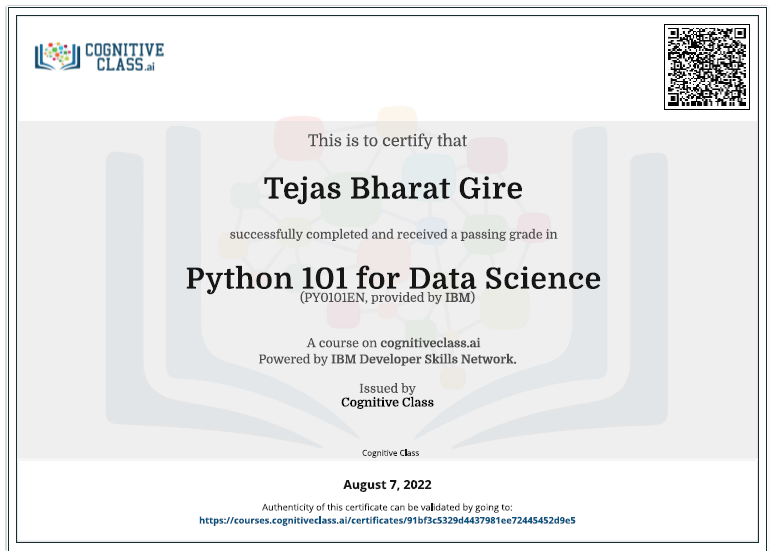 COGNITIVE
CLASS.ai
This is to certify that
Tejas Bharat Gire
successfully completed and received a passing grade in
Python 101 for Data Science
(PY0101EN, provided by IBM)
A course on cognitiveclass.ai
Powered by IBM Developer Skills Network.
Issued by
Cognitive Class
Cognitive Class
August 7, 2022
Authenticity of this certificate can be validated by going to:
https://courses.cognitiveclass.ai/certificates/91bf3c5329d4437981ee72445452d9e5